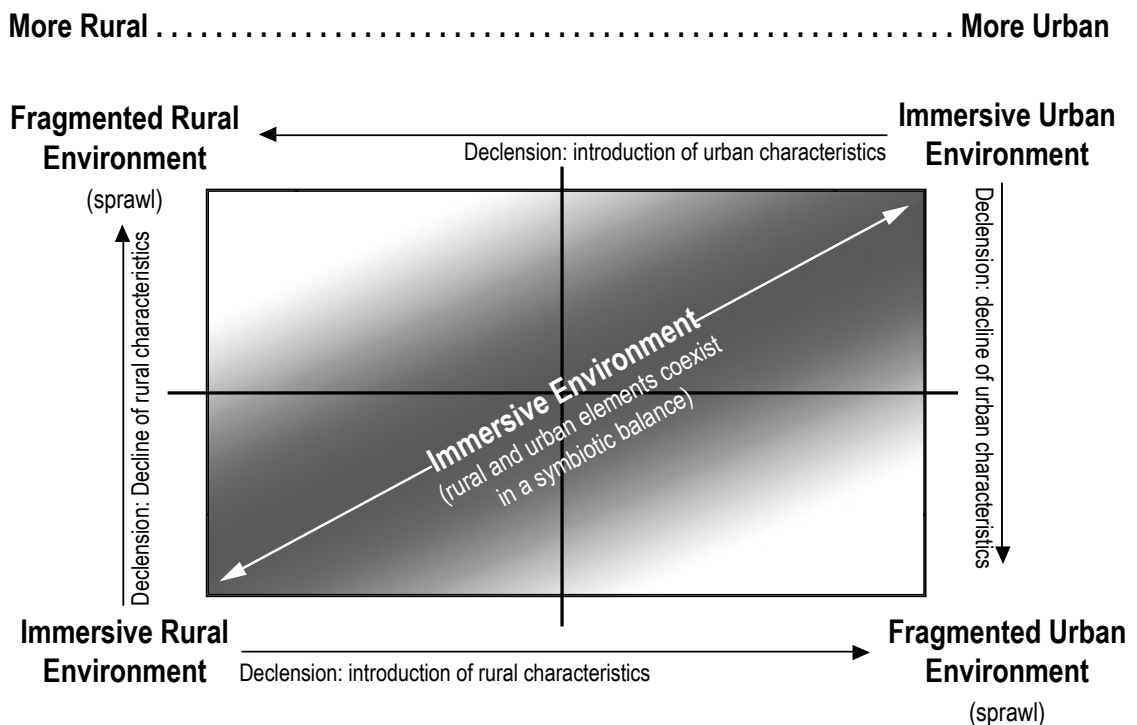 More Rural . . . . . . . . . . . . . . . . . . . . . . . . . . . . . . . . . . . . . . . . . . . . . . . . . . . . . . More Urban
Fragmented Rural
Environment
(sprawl)
Declension: introduction of urban characteristics
Immersive Urban
Environment
Declension: Decline of rural characteristics
Immersive Environment
(rural and urban elements coexist
in a symbiotic balance)
Declension: decline of urban characteristics
Immersive Rural
Environment
Declension: introduction of rural characteristics
Fragmented Urban
Environment
(sprawl)